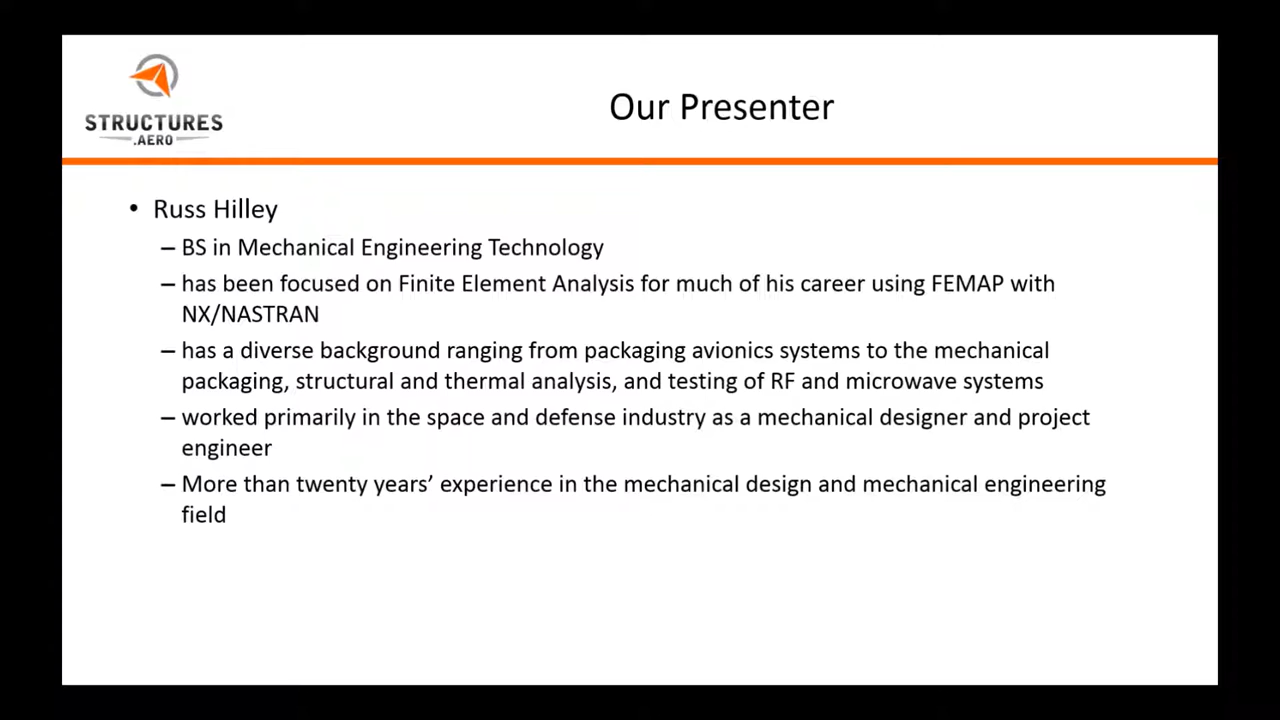 STRUCTURES
.AERO
Our Presenter
• Russ Hilley
– BS in Mechanical Engineering Technology
– has been focused on Finite Element Analysis for much of his career using FEMAP with
NX/NASTRAN
– has a diverse background ranging from packaging avionics systems to the mechanical
packaging, structural and thermal analysis, and testing of RF and microwave systems
– worked primarily in the space and defense industry as a mechanical designer and project
engineer
– More than twenty years’ experience in the mechanical design and mechanical engineering
field